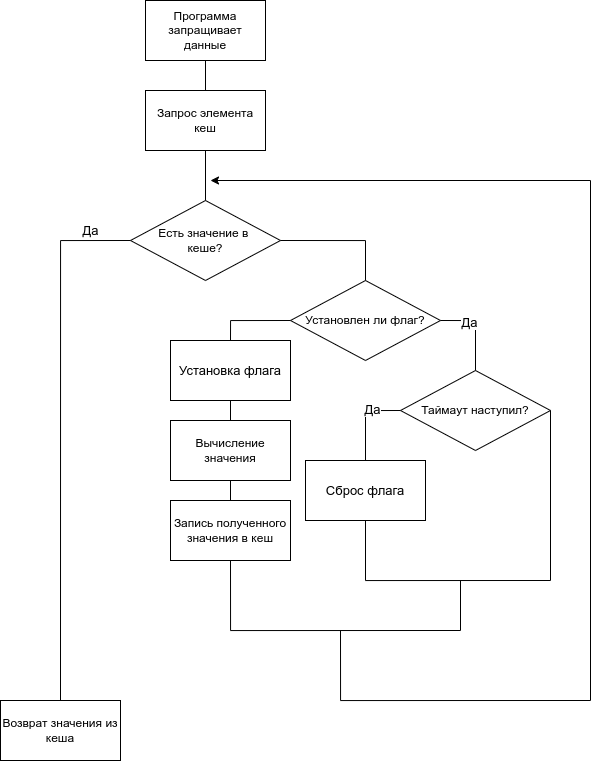 Программа
запращивает
данные
Запрос элемента
кеш
Да
Есть значение в
кеше?
Установлен ли флаг?
Да
Установка флага
Да
Таймаут наступил?
Вычисление
значения
Сброс флага
Запись полученного
значения в кеш
Возврат значения из
кеша